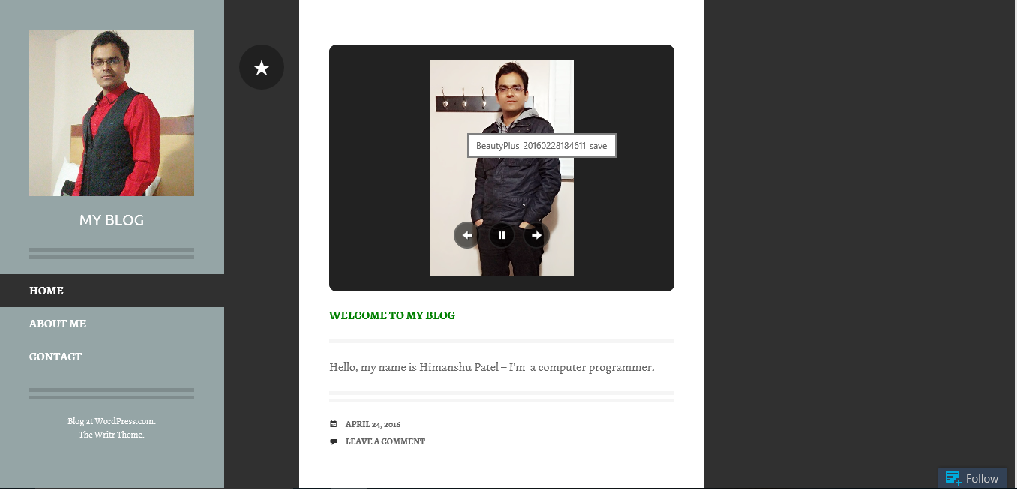 MY BLOG
HOME
ABOUT ME
CONTACT
Blog at WordPress.com.
The Writr Theme.
BeautyPlus_20160228184611_save
WELCOME TO MY BLOG
Hello, my name is Himanshu Patel – I'm  a computer programmer.
APRIL 24, 2016
LEAVE A COMMENT
Follow